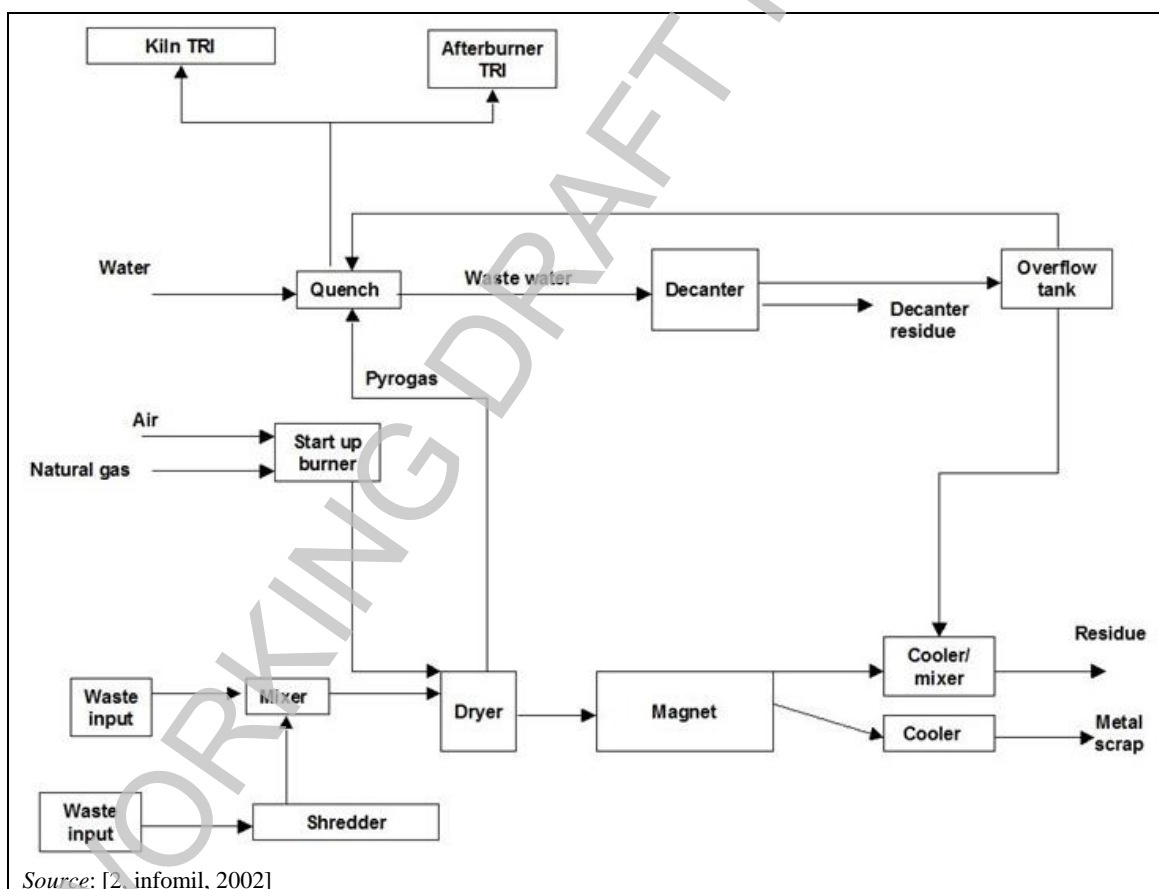 Kiln TRI
Afterburner
TRI
Water
Quench
Waste water
Decanter
Decanter
residue
Overflow
tank
Pyrogas
Air
Natural gas
Start up
burner
Waste
input
Mixer
Dryer
Magnet
Cooler/
mixer
Residue
Cooler
Metal
scrap
Waste
input
Shredder
Source: [2, infomil, 2002]
WORKING DRAFT